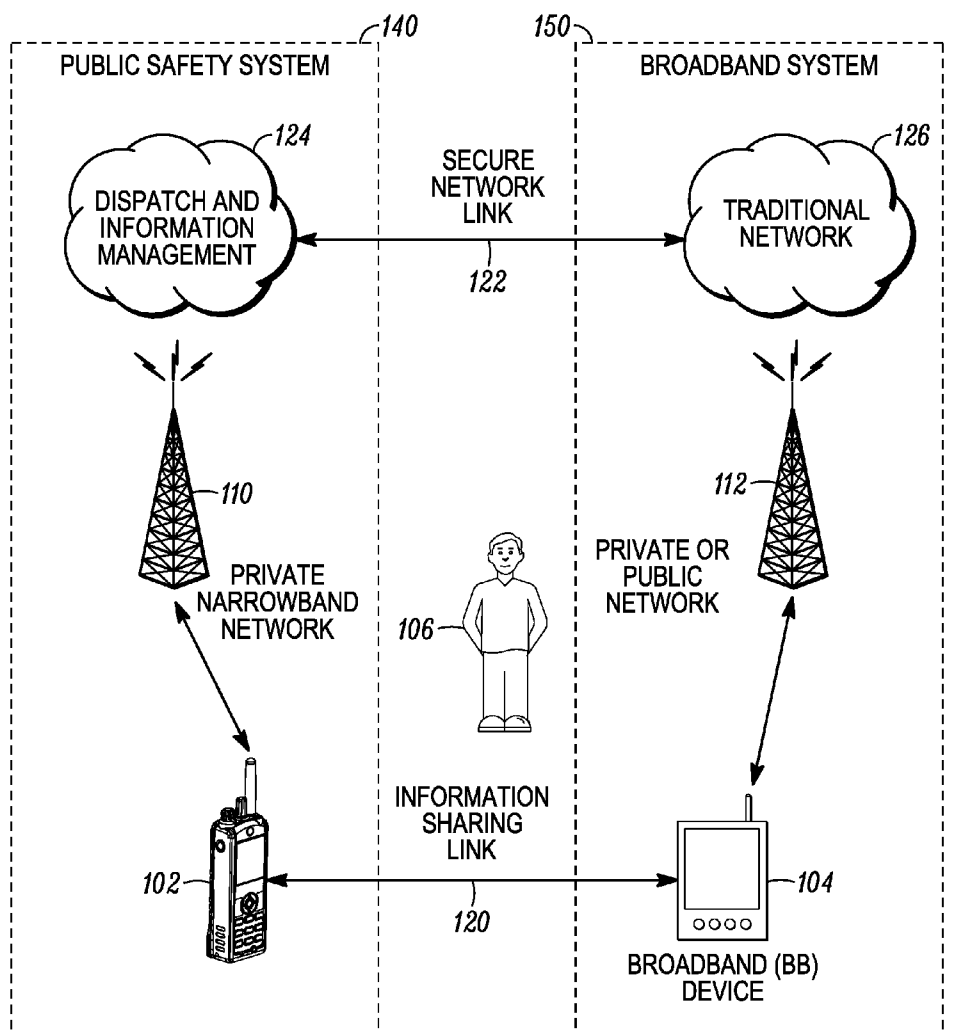 140
150
PUBLIC SAFETY SYSTEM
BROADBAND SYSTEM
124
126
DISPATCH AND
INFORMATION
MANAGEMENT
SECURE
NETWORK
LINK
TRADITIONAL
NETWORK
122
110
112
PRIVATE
NARROWBAND
NETWORK
106
PRIVATE OR
PUBLIC
NETWORK
INFORMATION
SHARING
LINK
102
104
120
BROADBAND (BB)
DEVICE